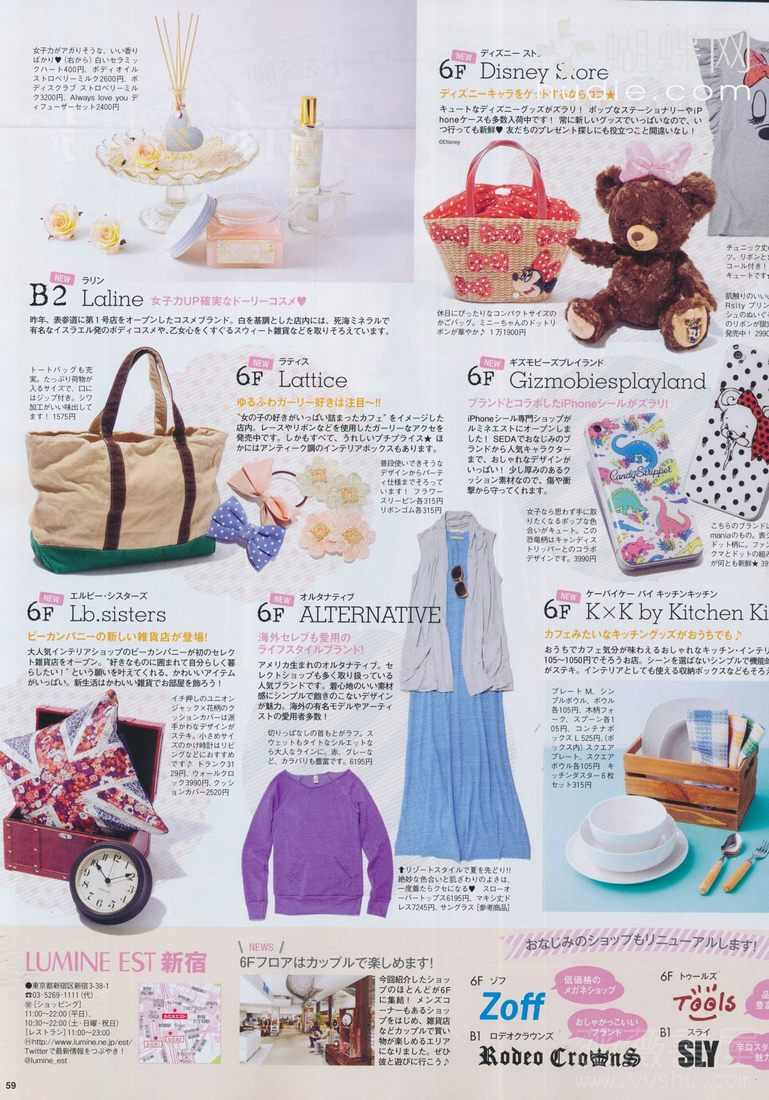 女子力がアガりそうな、いい香り
ばかり♥（右から）白いセラミッ
クハート400円、ボディオイル
ストロベリーミルク2600円、ボ
ディスクラブ ストロベリーミル
ク3200円、Always love you デ
ィフューザーセット2400円
NEW
B2 ラリン
Laline 女子力UP確実なドーリーコスメ♥
昨年、表参道に第1号店をオープンしたコスメブランド。白を基調とした店内には、死海ミネラルで
有名なイスラエル発のボディコスメや、乙女心をくすぐるスウィート雑貨などを取りそろえています。
NEW
6F ディズニー スト
Disney Store
ディズニーキャラをゲットするならココ★
キュートなディズニーグッズがズラリ! ポップなステーショナリーやiP
honeケースも多数入荷中です! 常に新しいグッズでいっぱいなので、い
つ行っても新鮮♥ 友だちのプレゼント探しにも役立つこと間違いなし!
©Disney
休日にぴったりなコンパクトサイズの
かごバッグ。ミニーちゃんのドットリ
ボンが華やか♪ 1万1900円
チュニック丈の
プ。リボンと
コール付き!
キュートです
肌触りのいい
Rsity プリン
シュのぬいぐ
のリボンが限
発売中! 2990
トートバッグも充
実。たっぷり荷物が
入るサイズで、口に
はジップ付き。シワ
加工がいい味出して
ます! 1575円
NEW
6F ラティス
Lattice
ゆるふわガーリー好きは注目〜!!
“女の子の好きがいっぱい詰まったカフェ”をイメージした
店内。レースやリボンなどを使用したガーリーなアクセを
発売中です。しかもすべて、うれしいプチプライス★ ほ
かにはアンティーク調のインテリアボックスもあります。
普段使いできそうな
デザインからパーテ
ィ仕様までそろって
います! フラワー
スリーピン各315円
リボンゴム各315円
NEW
6F ギズモビーズプレイランド
Gizmobiesplayland
ブランドとコラボしたiPhoneシールがズラリ!
iPhoneシール専門ショップが
ルミネエストにオープンしま
した! SEDAでおなじみのブ
ランドから人気キャラクター
まで、おしゃれなデザインが
いっぱい! 少し厚みのあるク
ッション素材なので、傷や衝
撃から守ってくれます。
女子なら思わず手に取
りたくなるポップな色
合いがキュート。この
恐竜柄はキャンディス
トリッパーとのコラボ
デザインです。3990円
CandyStripper
こちらのブランドは
maniaのもの。表
ドット柄に。ファン
クマとドットの組
が何とも新鮮★ 39
NEW
6F エルビー・シスターズ
Lb.sisters
ビーカンパニーの新しい雑貨店が登場!
大人気インテリアショップのビーカンパニーが初のセレク
ト雑貨店をオープン。“好きなものに囲まれて自分らしく暮
らしたい!”という願いを叶えてくれる、かわいいアイテム
がいっぱい。新生活はかわいい雑貨でお部屋を飾ろう!
イチ押しのユニオン
ジャック×花柄のク
ッションカバーは派
手かわなデザインが
ステキ。小さめサイ
ズのかけ時計はリビ
ングなどにおすすめ
です♪ トランク31
29円、ウォールクロ
ック3990円、クッシ
ョンカバー2520円
NEW
6F オルタナティブ
ALTERNATIVE
海外セレブも愛用の
ライフスタイルブランド!
アメリカ生まれのオルタナティブ。セ
レクトショップも多く取り扱っている
人気ブランドです。着心地のいい素材
感にシンプルで飽きのこないデザイン
が魅力。海外の有名モデルやアーティ
ストの愛用者多数!
切りっぱなしの首もとがラフ。ス
ウェットもタイトなシルエットな
ら大人なラインに。赤、グレーな
ど、カラバリも豊富です。6195円
⬆リゾートスタイルで夏を先どり!!
絶妙な色合いと肌ざわりのよさは、
一度着たらクセになる♥ スローオ
ーバートップス6195円、マキシ丈ド
レス7245円、サングラス［参考商品］
NEW
6F ケーバイケー バイ キッチンキッチン
K×K by Kitchen Ki
カフェみたいなキッチングッズがおうちでも♪
おうちでカフェ気分が味わえるおしゃれなキッチン・インテリ
105〜1050円でそろうお店。シーンを選ばないシンプルで機能
がステキ。インテリアとしても使える収納ボックスなどもそろえ
プレート M、シン
プルボウル、ボウル
各105円、木柄フォ
ーク、スプーン各1
05円、コンテナボ
ックス L 525円、（ボ
ックス内）スクエア
プレート、スクエア
ボウル各105円 キ
ッチンダスター6枚
セット315円
LUMINE EST 新宿
●東京都新宿区新宿3-38-1
☎03・5269・1111（代）
㊡［ショッピング］
11:00〜22:00（平日）、
10:30〜22:00（土・日曜・祝日）
［レストラン］11:00〜23:00
Ⓗhttp://www.lumine.ne.jp/est/
Twitterで最新情報をつぶやき!
@lumine_est
NEWS
6Fフロアはカップルで楽しめます!
今回紹介したショッ
プのほとんどが6F
に集結! メンズコ
ーナーもあるショッ
プをはじめ、雑貨店
などカップルで買い
物が楽しめるエリア
になりました。ぜひ
彼と遊びに行こう♪
おなじみのショップもリニューアルします!
6F ゾフ
Zoff
低価格の
メガネショップ
6F トゥールズ
Tools
B1 ロデオクラウンズ
Rodeo Crowns
おしゃかっこいい
ブランド
B1 スライ
SLY
辛口スタ
魅力
59
蝴蝶网